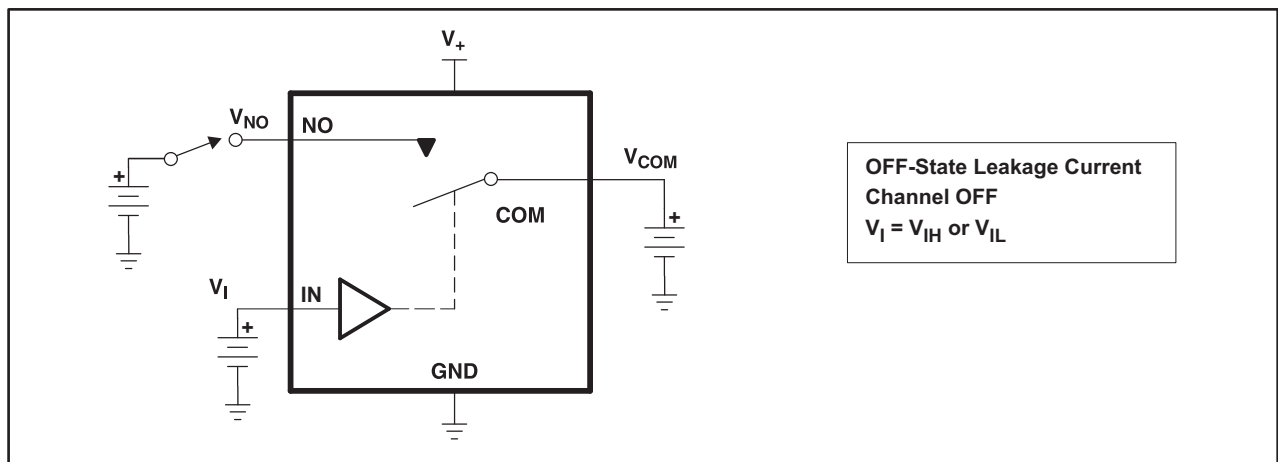 V+
VNO
NO
+
VCOM
COM
+
VI
IN
+
GND
OFF-State Leakage Current
Channel OFF
VI = VIH or VIL